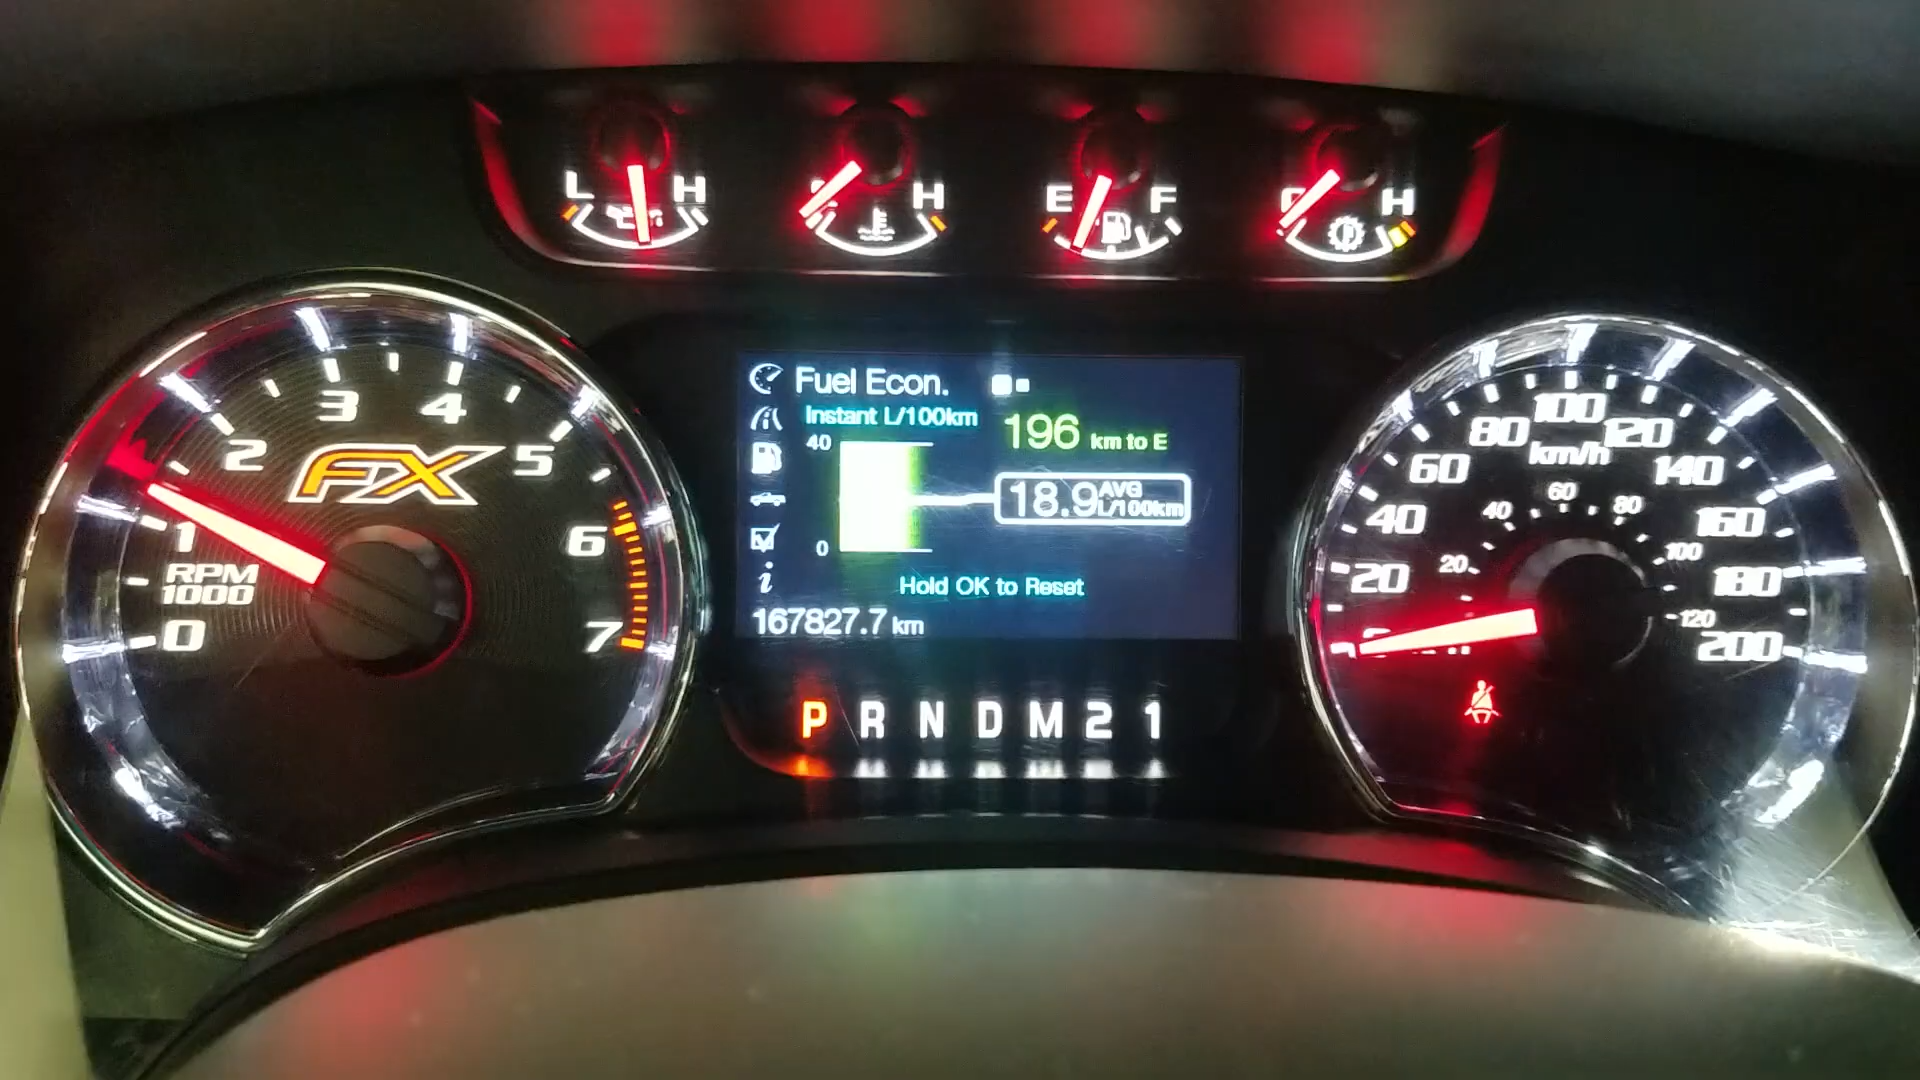 L H
H
E F
H
Fuel Econ.
Instant L/100km
40
196 km to E
18.9 AVG L/100km
0
Hold OK to Reset
167827.7 km
P R N D M 2 1
0 1 2 3 4 5 6 7
FX
RPM
1000
20 40 60 80 100 120 140 160 180 200
km/h
20 40 60 80 100 120